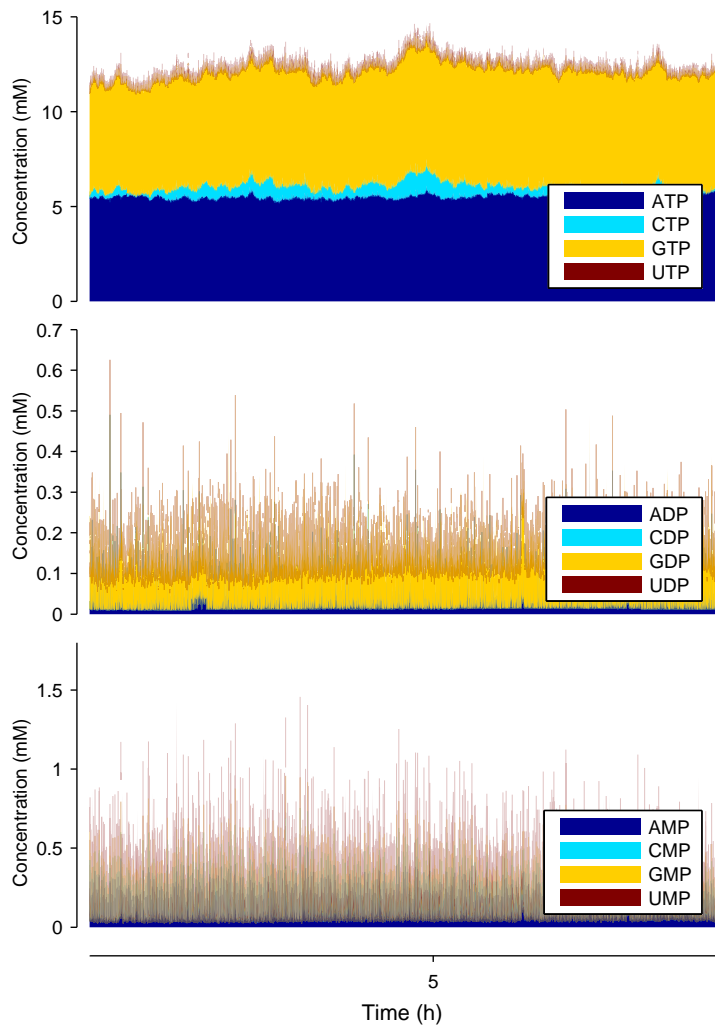 15
10
5
0
Concentration (mM)
ATP
CTP
GTP
UTP
0.7
0.6
0.5
0.4
0.3
0.2
0.1
0
Concentration (mM)
ADP
CDP
GDP
UDP
1.5
1
0.5
0
Concentration (mM)
AMP
CMP
GMP
UMP
5
Time (h)